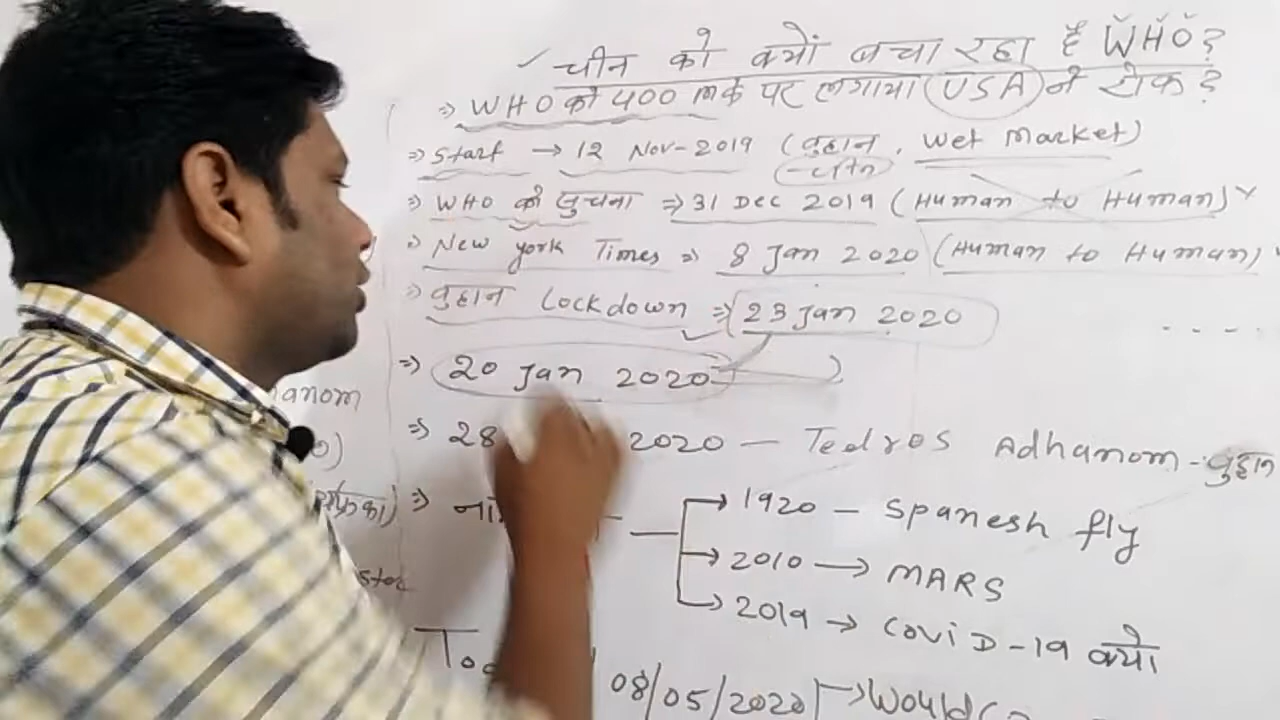 चीन को क्यों बचा रहा है WHO?
⇒ WHO को 400 M के पर लगाया USA ने रोक?
⇒ Start → 12 Nov-2019 (वुहान, Wet Market)
-चीन
⇒ WHO को सुचना ⇒ 31 Dec 2019 (Human to Human)
⇒ New york Times ⇒ 8 Jan 2020 (Human to Human)
⇒ वुहान Lockdown ⇒ 23 Jan 2020
⇒ 20 Jan 2020
⇒ 28 2020 – Tedros Adhanom - वुहान
⇒ 1920 – Spanesh fly
→ 2010 → MARS
→ 2019 → COVID-19 क्यो
08/05/2020 → Would
anom